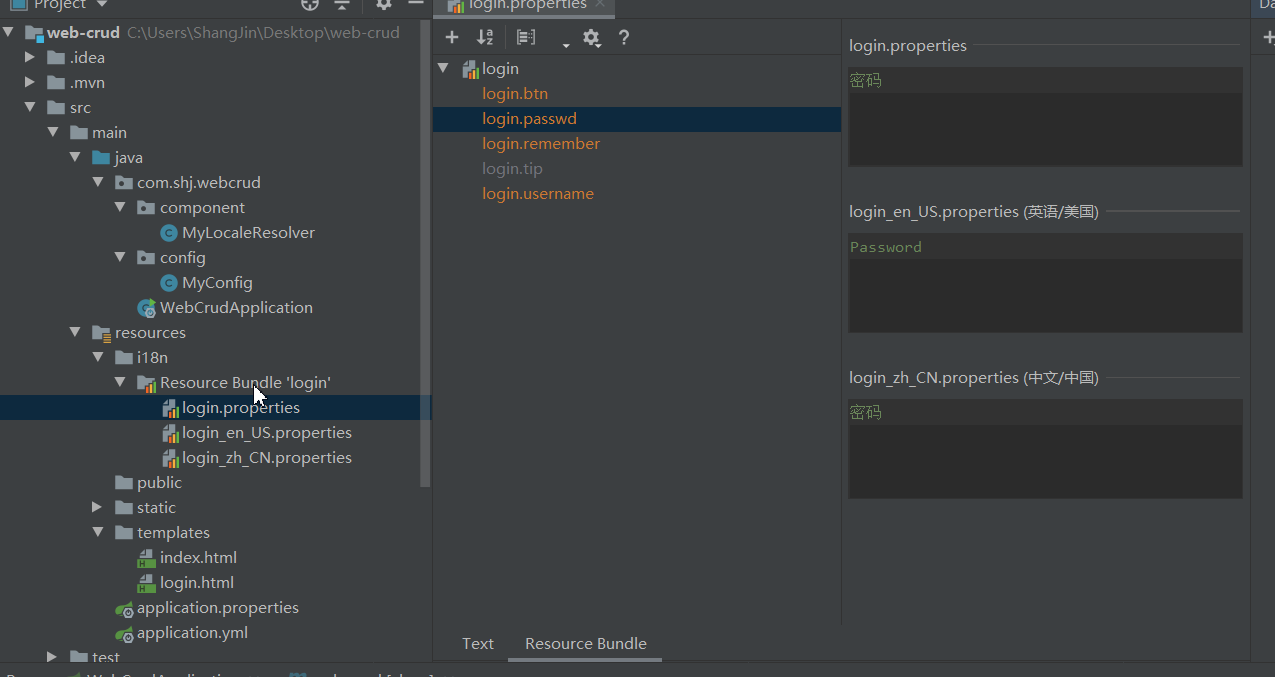 Project
web-crud C:\Users\ShangJin\Desktop\web-crud
.idea
.mvn
src
main
java
com.shj.webcrud
component
MyLocaleResolver
config
MyConfig
WebCrudApplication
resources
i18n
Resource Bundle 'login'
login.properties
login_en_US.properties
login_zh_CN.properties
public
static
templates
index.html
login.html
application.properties
application.yml
test
login.properties
login
login.btn
login.passwd
login.remember
login.tip
login.username
Text Resource Bundle
login.properties
密码
login_en_US.properties (英语/美国)
Password
login_zh_CN.properties (中文/中国)
密码